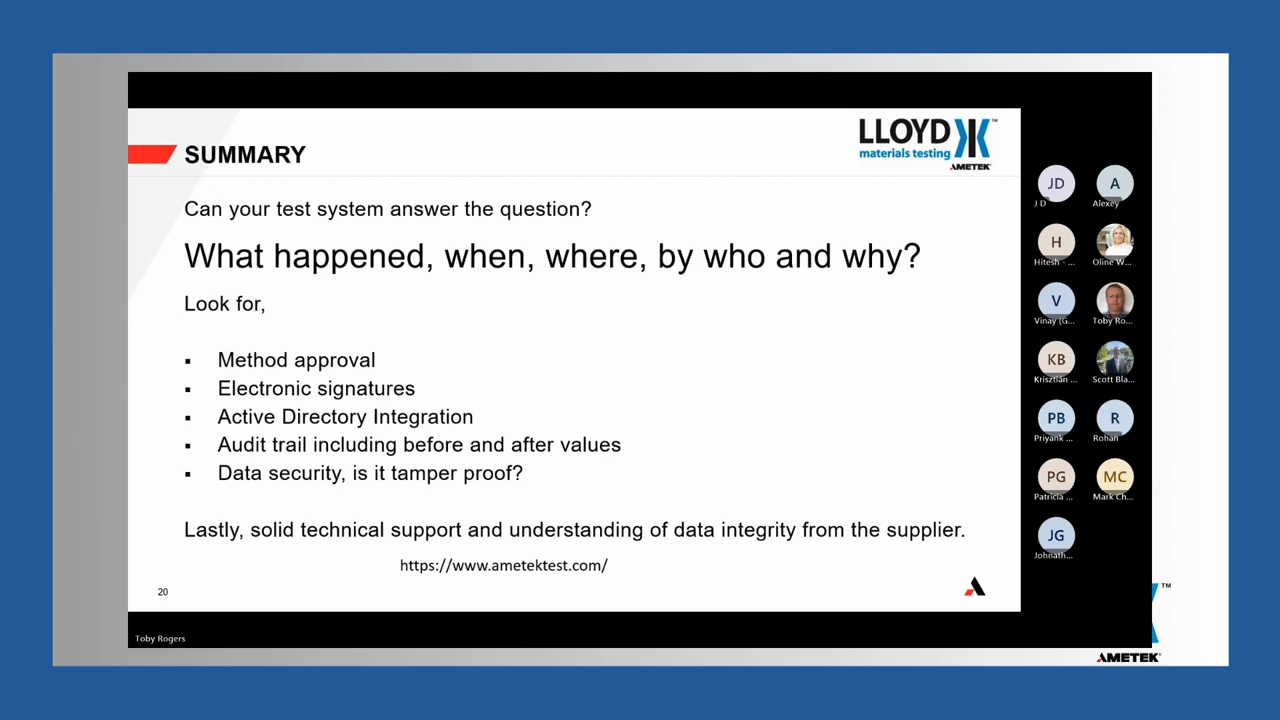 SUMMARY
LLOYD
™
materials testing
AMETEK®
Can your test system answer the question?
What happened, when, where, by who and why?
Look for,
▪ Method approval
▪ Electronic signatures
▪ Active Directory Integration
▪ Audit trail including before and after values
▪ Data security, is it tamper proof?
Lastly, solid technical support and understanding of data integrity from the supplier.
https://www.ametektest.com/
20
Toby Rogers
JD
J D
A
Alexey
H
Hitesh - ...
Oline W...
V
Vinay (G...
Toby Ro...
KB
Krisztián ...
Scott Bla...
PB
Priyank ...
R
Rohan
PG
Patricia ...
MC
Mark Ch...
JG
Johnath...
™
AMETEK®